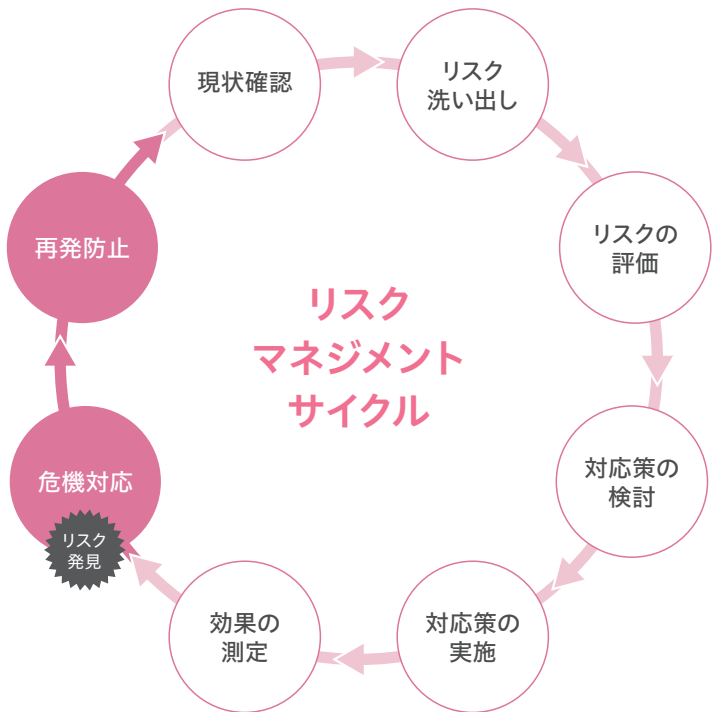 現状確認
リスク
洗い出し
リスクの
評価
対応策の
検討
対応策の
実施
効果の
測定
危機対応
リスク
発見
再発防止
リスク
マネジメント
サイクル